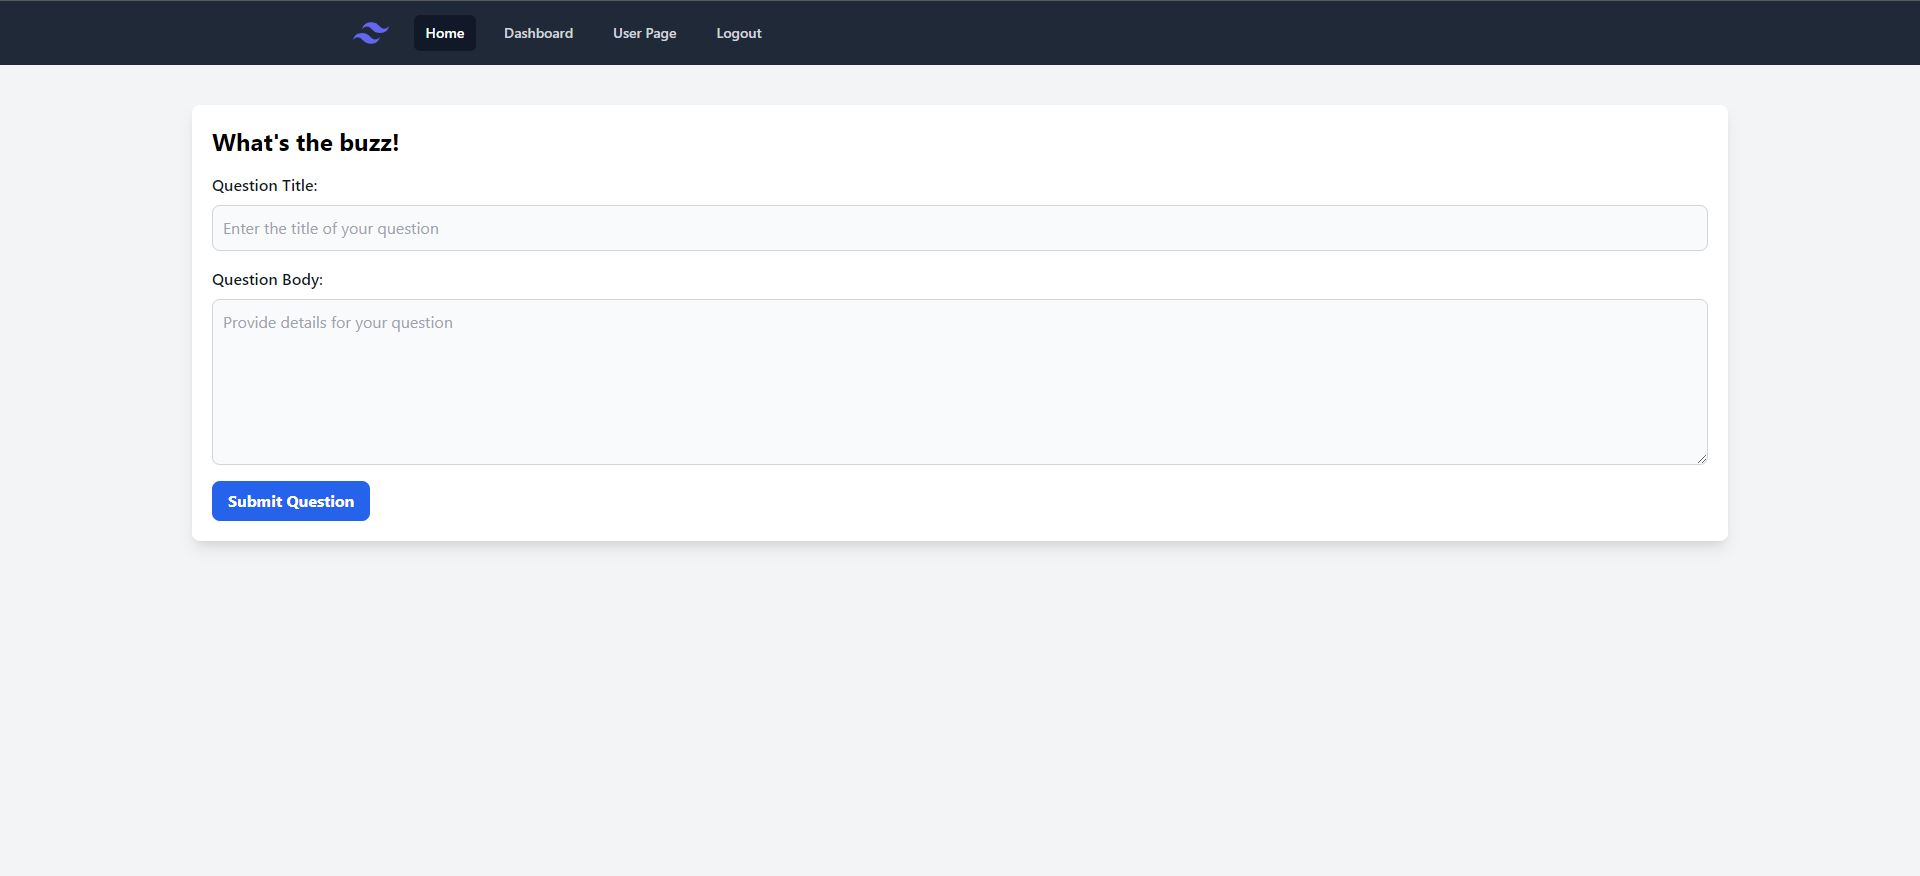 Home Dashboard User Page Logout
What's the buzz!
Question Title:
Enter the title of your question
Question Body:
Provide details for your question
Submit Question